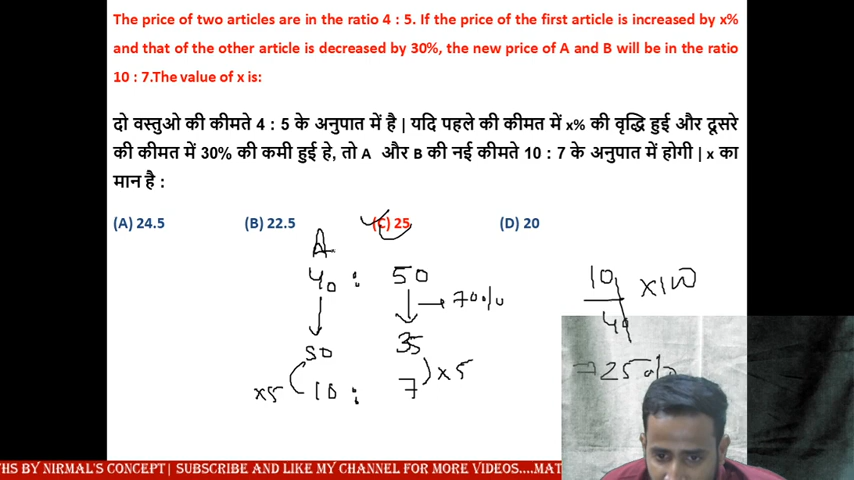 The price of two articles are in the ratio 4 : 5. If the price of the first article is increased by x%
and that of the other article is decreased by 30%, the new price of A and B will be in the ratio
10 : 7.The value of x is:
दो वस्तुओ की कीमते 4 : 5 के अनुपात में है | यदि पहले की कीमत में x% की वृद्धि हुई और दूसरे
की कीमत में 30% की कमी हुई हे, तो A और B की नई कीमते 10 : 7 के अनुपात में होगी | x का
मान है :
(A) 24.5 (B) 22.5 (C) 25 (D) 20
A
40 : 50
70%
10/40 ×100
50 35
⇒25%
×5 10 : 7 ×5
THS BY NIRMAL'S CONCEPT| SUBSCRIBE AND LIKE MY CHANNEL FOR MORE VIDEOS....MAT